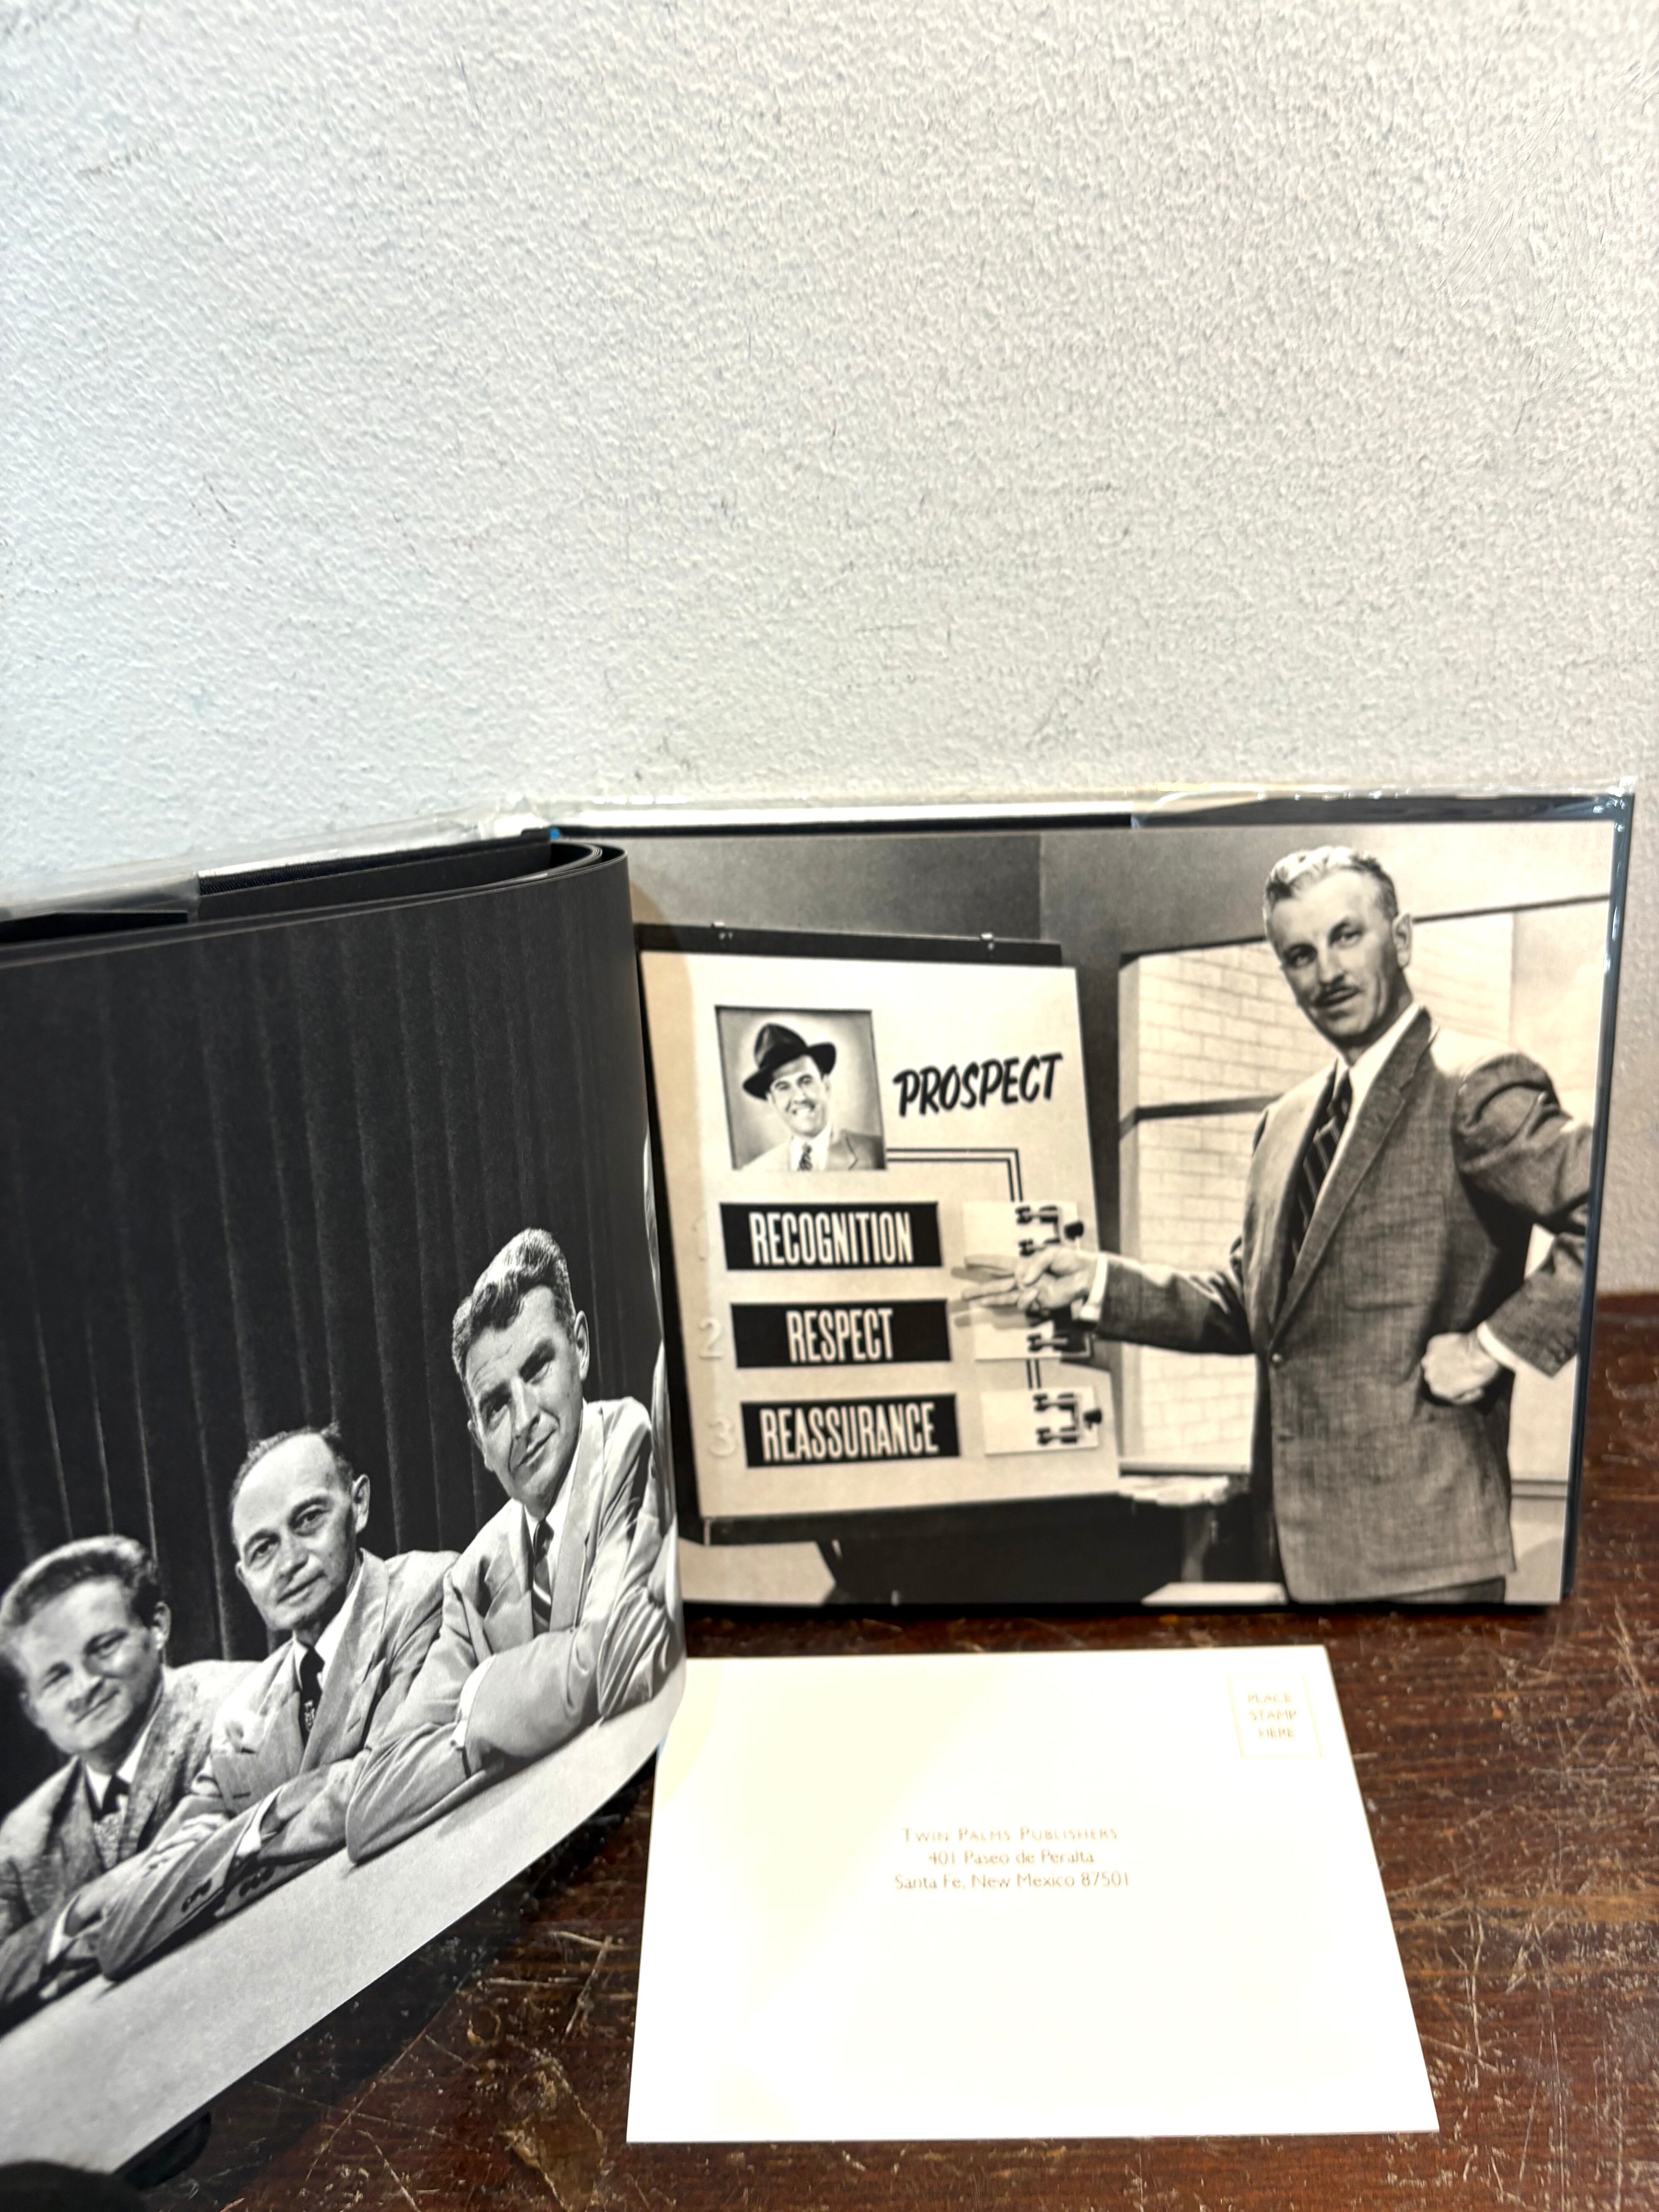 PROSPECT
1 RECOGNITION
2 RESPECT
3 REASSURANCE
PLACE
STAMP
HERE
TWIN PALMS PUBLISHERS
401 Paseo de Peralta
Santa Fe, New Mexico 87501